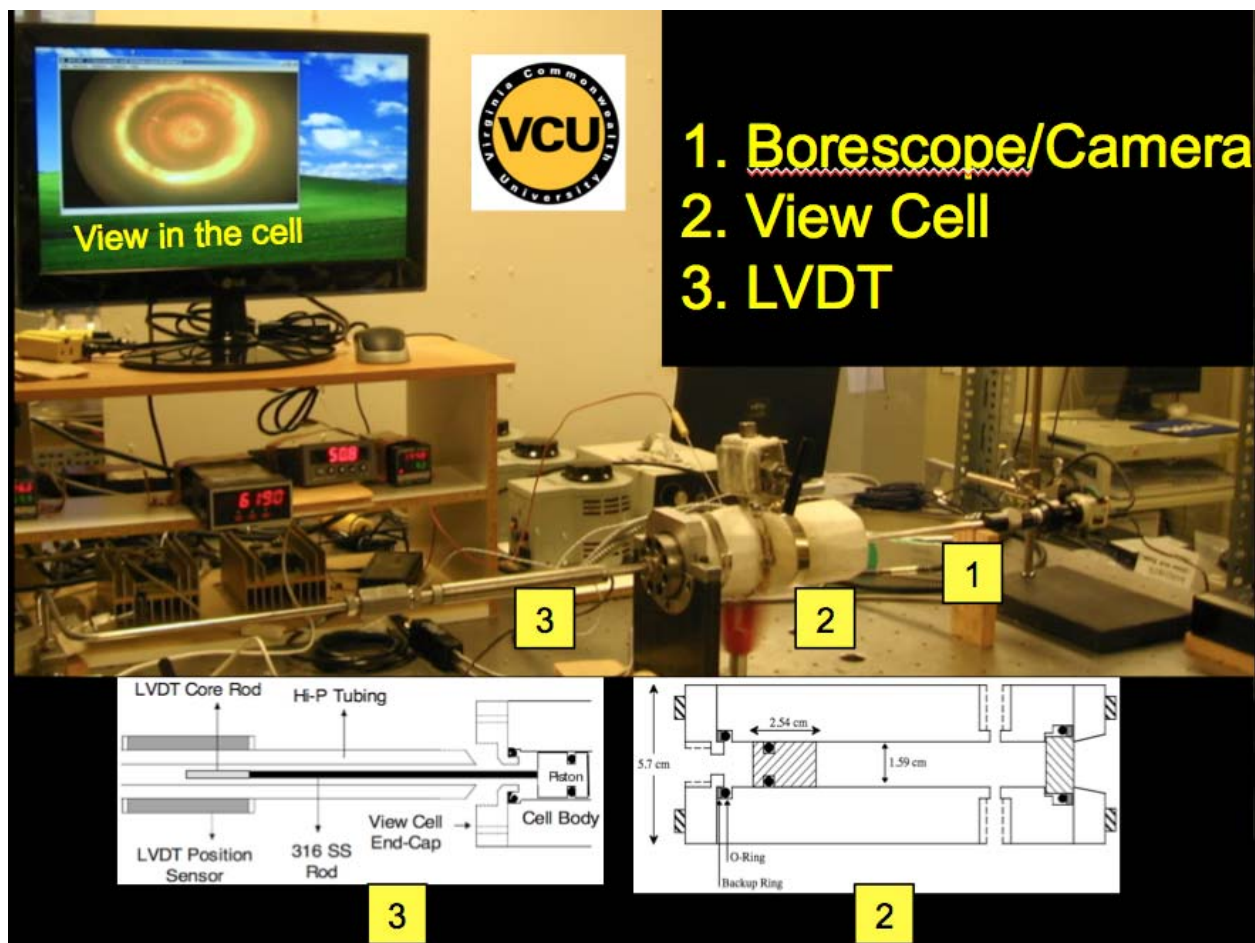 View in the cell
Virginia Commonwealth
VCU
University
1. Borescope/Camera
2. View Cell
3. LVDT
50.8
6190
1
2
3
LVDT Core Rod
Hi-P Tubing
Piston
Cell Body
View Cell
End-Cap
LVDT Position
Sensor
316 SS
Rod
3
2.54 cm
5.7 cm
1.59 cm
O-Ring
Backup Ring
2